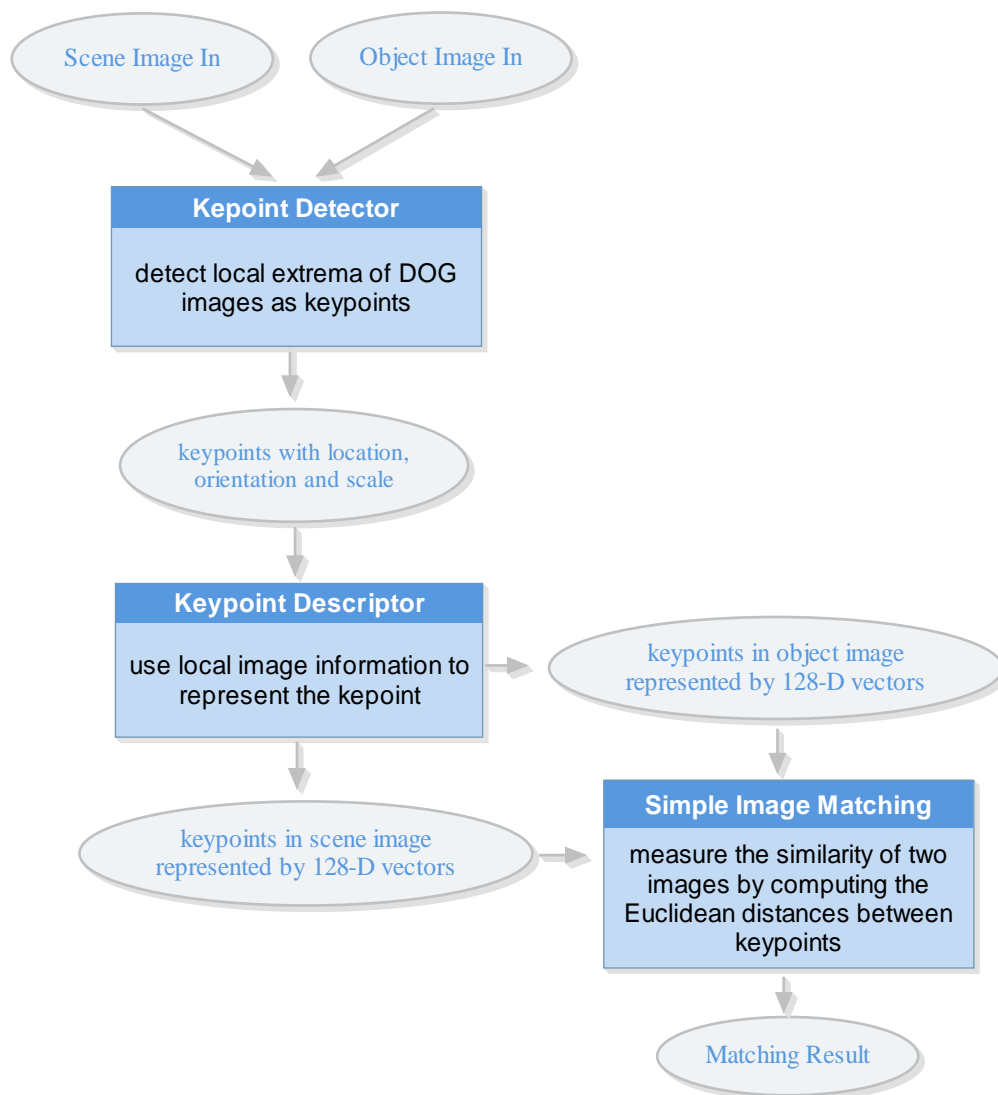 Scene Image In
Object Image In
Kepoint Detector
detect local extrema of DOG
images as keypoints
keypoints with location,
orientation and scale
Keypoint Descriptor
use local image information to
represent the kepoint
keypoints in object image
represented by 128-D vectors
keypoints in scene image
represented by 128-D vectors
Simple Image Matching
measure the similarity of two
images by computing the
Euclidean distances between
keypoints
Matching Result